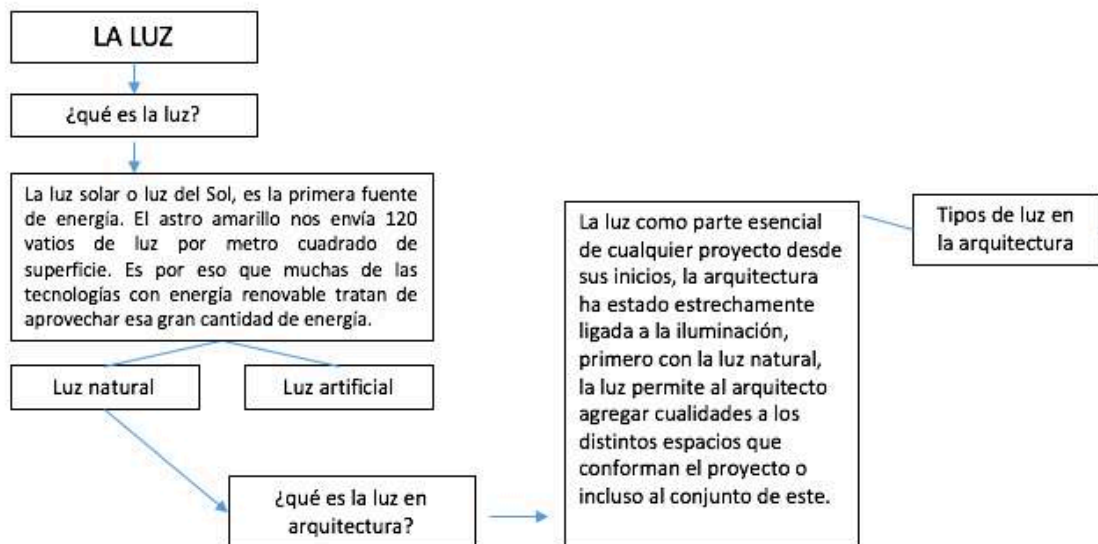 LA LUZ
¿qué es la luz?
La luz solar o luz del Sol, es la primera fuente
de energía. El astro amarillo nos envía 120
vatios de luz por metro cuadrado de
superficie. Es por eso que muchas de las
tecnologías con energía renovable tratan de
aprovechar esa gran cantidad de energía.
Luz natural
Luz artificial
¿qué es la luz en
arquitectura?
La luz como parte esencial
de cualquier proyecto desde
sus inicios, la arquitectura
ha estado estrechamente
ligada a la iluminación,
primero con la luz natural,
la luz permite al arquitecto
agregar cualidades a los
distintos espacios que
conforman el proyecto o
incluso al conjunto de este.
Tipos de luz en
la arquitectura